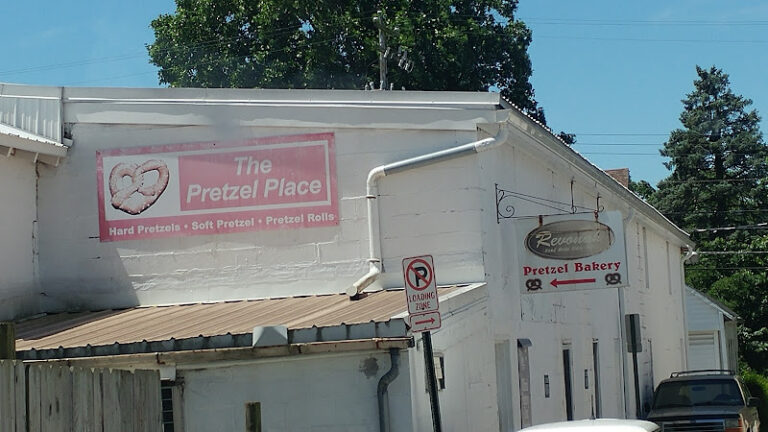 The
Pretzel Place
Hard Pretzels • Soft Pretzel • Pretzel Rolls
P
LOADING
ZONE
Pretzel Bakery